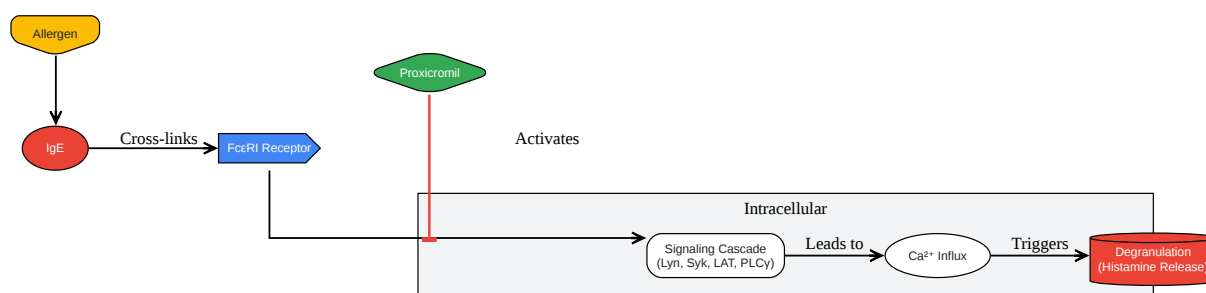 Allergen
Proxicromil
Cross-links
Activates
IgE
FcεRI Receptor
Intracellular
Signaling Cascade
(Lyn, Syk, LAT, PLCγ)
Leads to
Ca²⁺ Influx
Triggers
Degranulation
(Histamine Release)